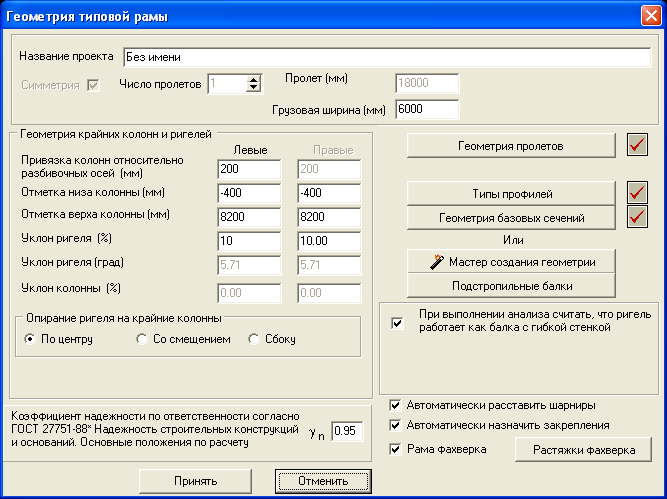 Геометрия типовой рамы
Название проекта Без имени
Симметрия Число пролетов 1 Пролет (мм) 18000
Грузовая ширина (мм) 6000
Геометрия крайних колонн и ригелей
Левые Правые
Привязка колонн относительно
разбивочных осей (мм) 200 200
Отметка низа колонны (мм) -400 -400
Отметка верха колонны (мм) 8200 8200
Уклон ригеля (%) 10 10.00
Уклон ригеля (град) 5.71 5.71
Уклон колонны (%) 0.00 0.00
Опирание ригеля на крайние колонны
По центру Со смещением Сбоку
Коэффициент надежности по ответственности согласно
ГОСТ 27751-88* Надежность строительных конструкций
и оснований. Основные положения по расчету
γn 0.95
Геометрия пролетов
Типы профилей
Геометрия базовых сечений
Или
Мастер создания геометрии
Подстропильные балки
При выполнении анализа считать, что ригель
работает как балка с гибкой стенкой
Автоматически расставить шарниры
Автоматически назначить закрепления
Рама фахверка Растяжки фахверка
Принять Отменить